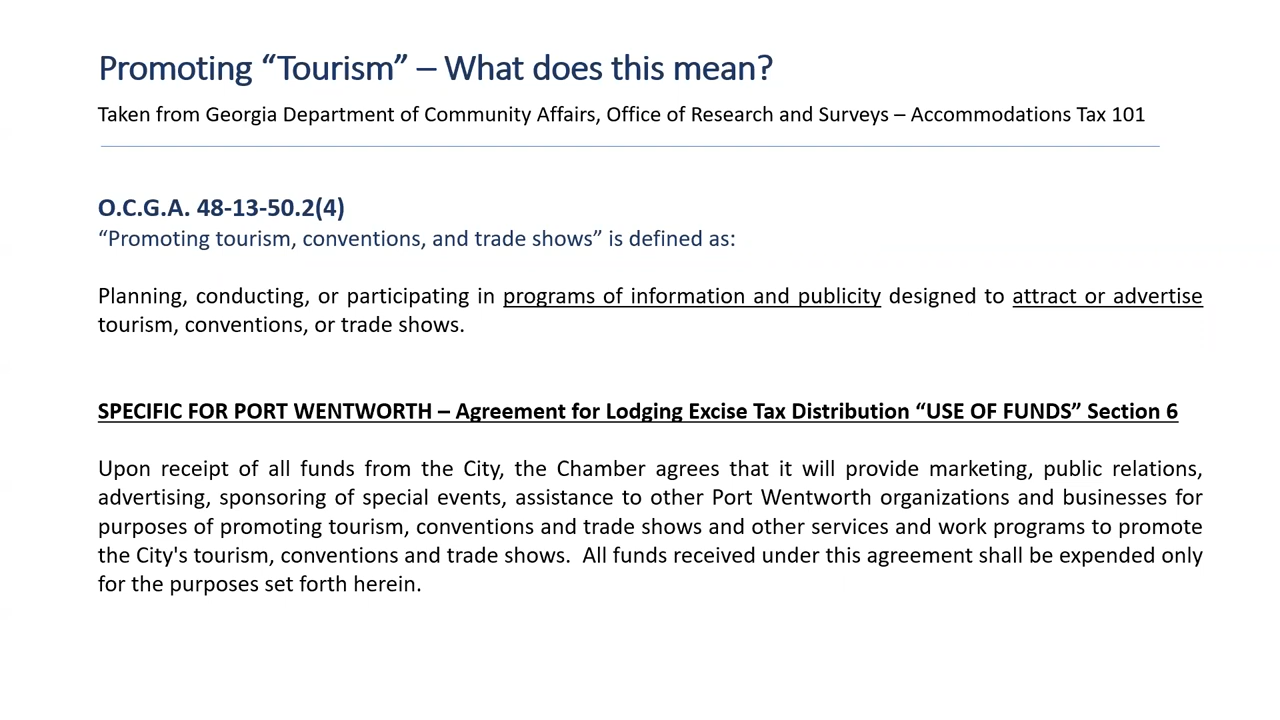 Promoting “Tourism” – What does this mean?
Taken from Georgia Department of Community Affairs, Office of Research and Surveys – Accommodations Tax 101
O.C.G.A. 48-13-50.2(4)
“Promoting tourism, conventions, and trade shows” is defined as:
Planning, conducting, or participating in programs of information and publicity designed to attract or advertise
tourism, conventions, or trade shows.
SPECIFIC FOR PORT WENTWORTH – Agreement for Lodging Excise Tax Distribution “USE OF FUNDS” Section 6
Upon receipt of all funds from the City, the Chamber agrees that it will provide marketing, public relations,
advertising, sponsoring of special events, assistance to other Port Wentworth organizations and businesses for
purposes of promoting tourism, conventions and trade shows and other services and work programs to promote
the City's tourism, conventions and trade shows.  All funds received under this agreement shall be expended only
for the purposes set forth herein.